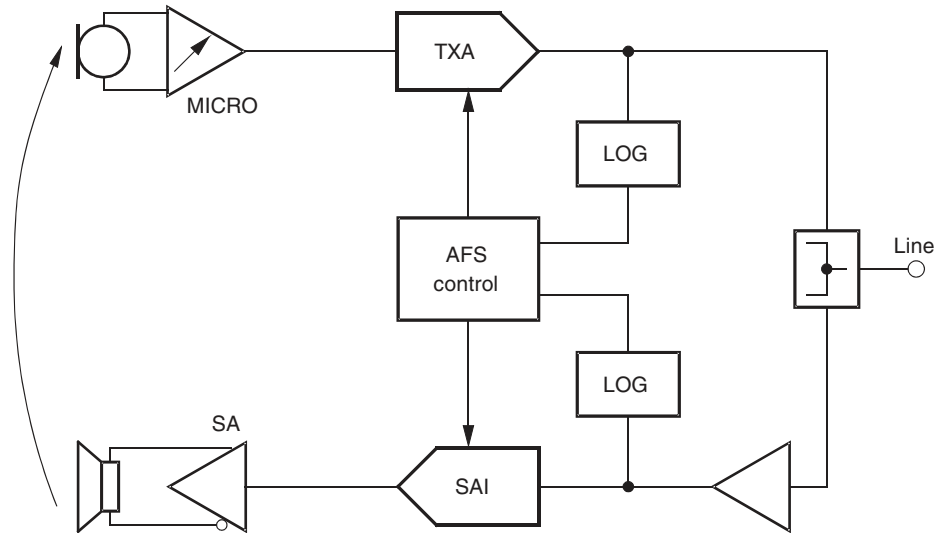 TXA
MICRO
LOG
AFS
control
Line
LOG
SA
SAI